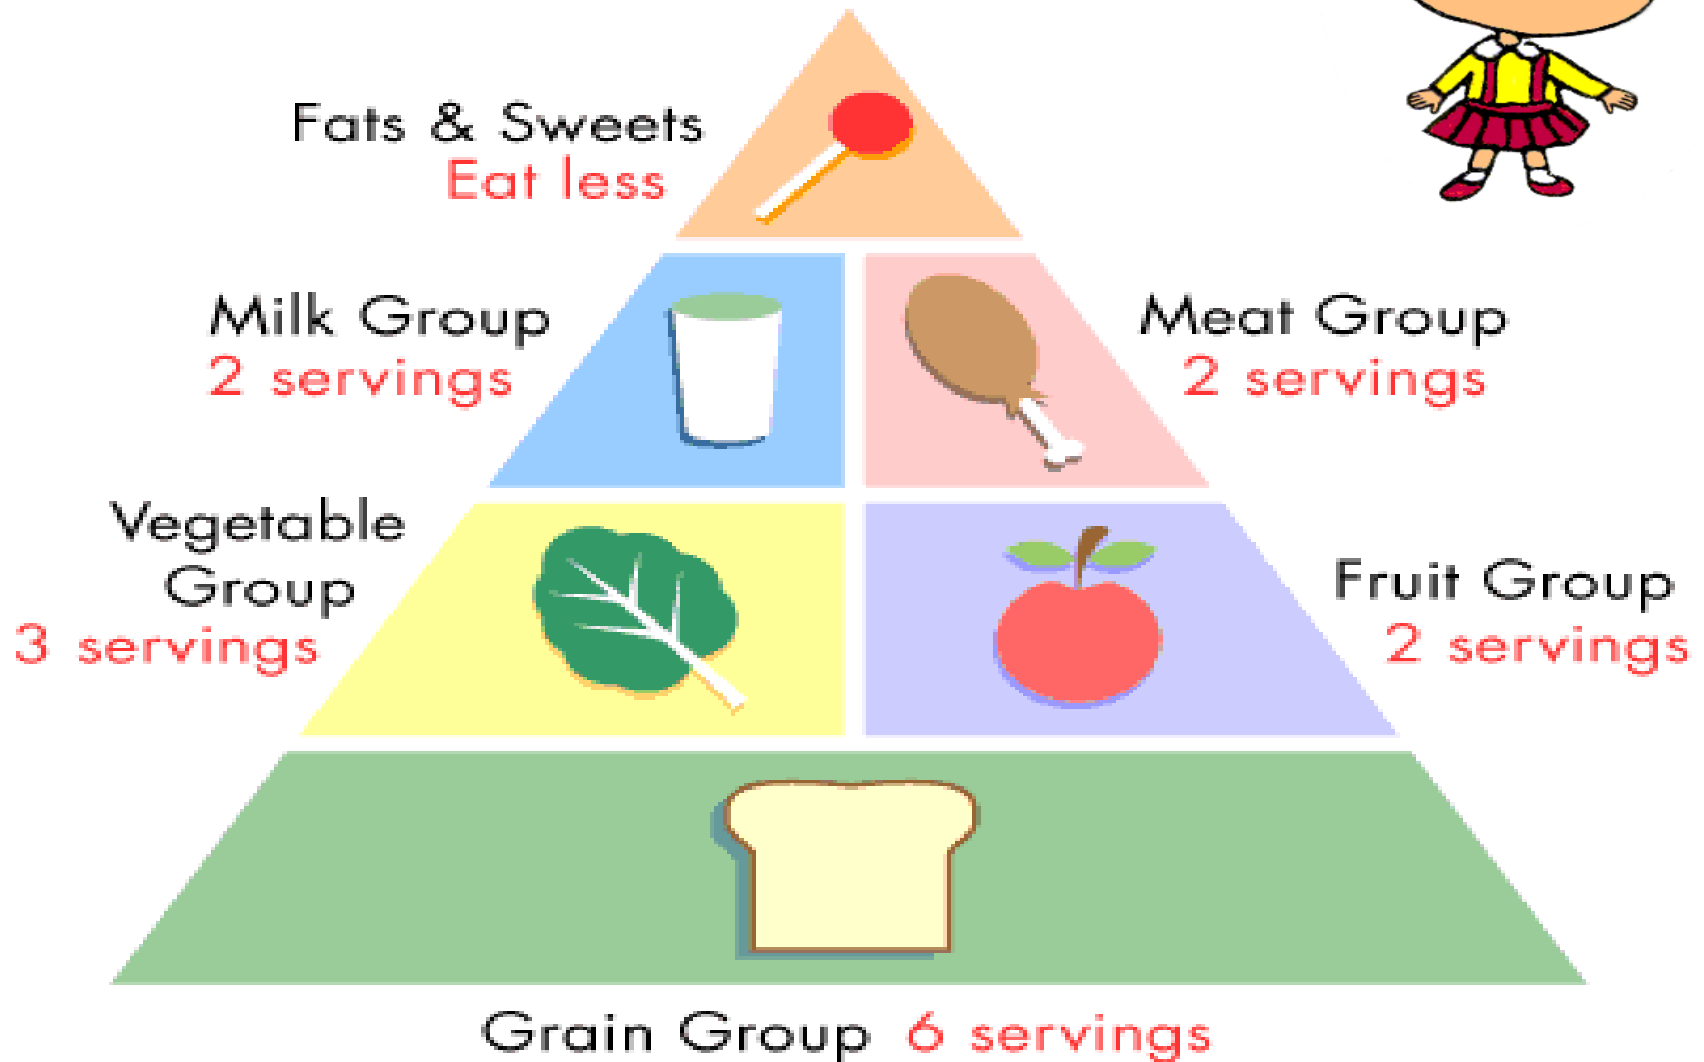 Fats & Sweets
Eat less
Milk Group
2 servings
Meat Group
2 servings
Vegetable
Group
3 servings
Fruit Group
2 servings
Grain Group 6 servings